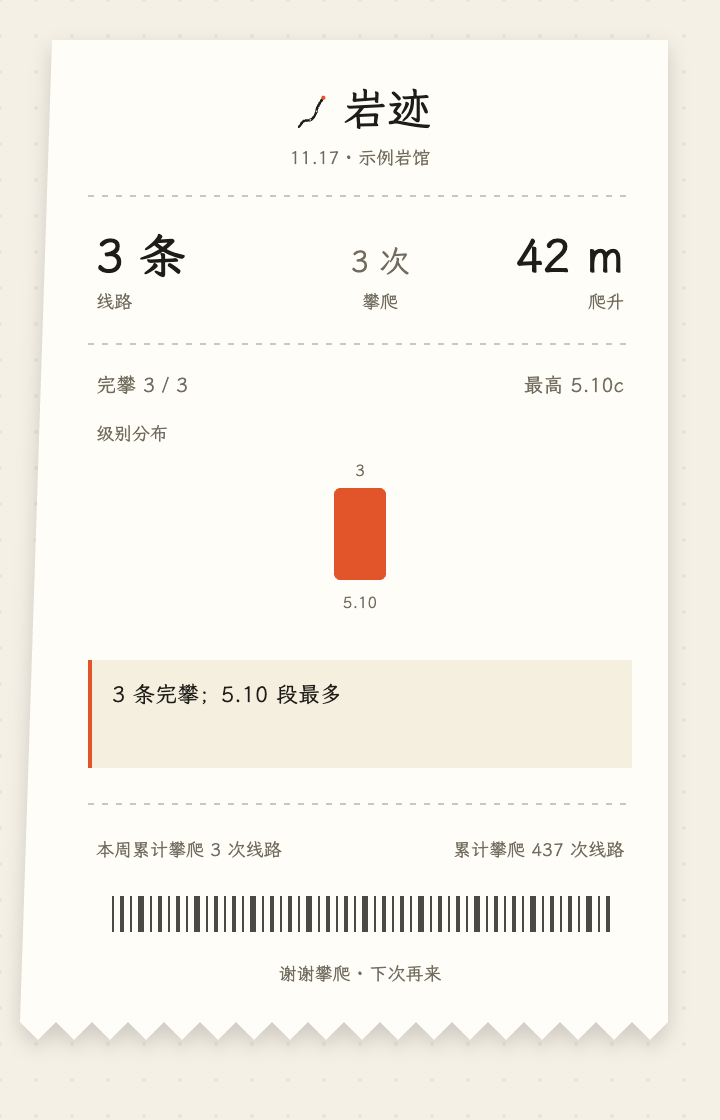 岩迹
11.17 · 示例岩馆
3 条 3 次 42 m
线路 攀爬 爬升
完攀 3 / 3 最高 5.10c
级别分布
3
5.10
3 条完攀；5.10 段最多
本周累计攀爬 3 次线路 累计攀爬 437 次线路
谢谢攀爬 · 下次再来